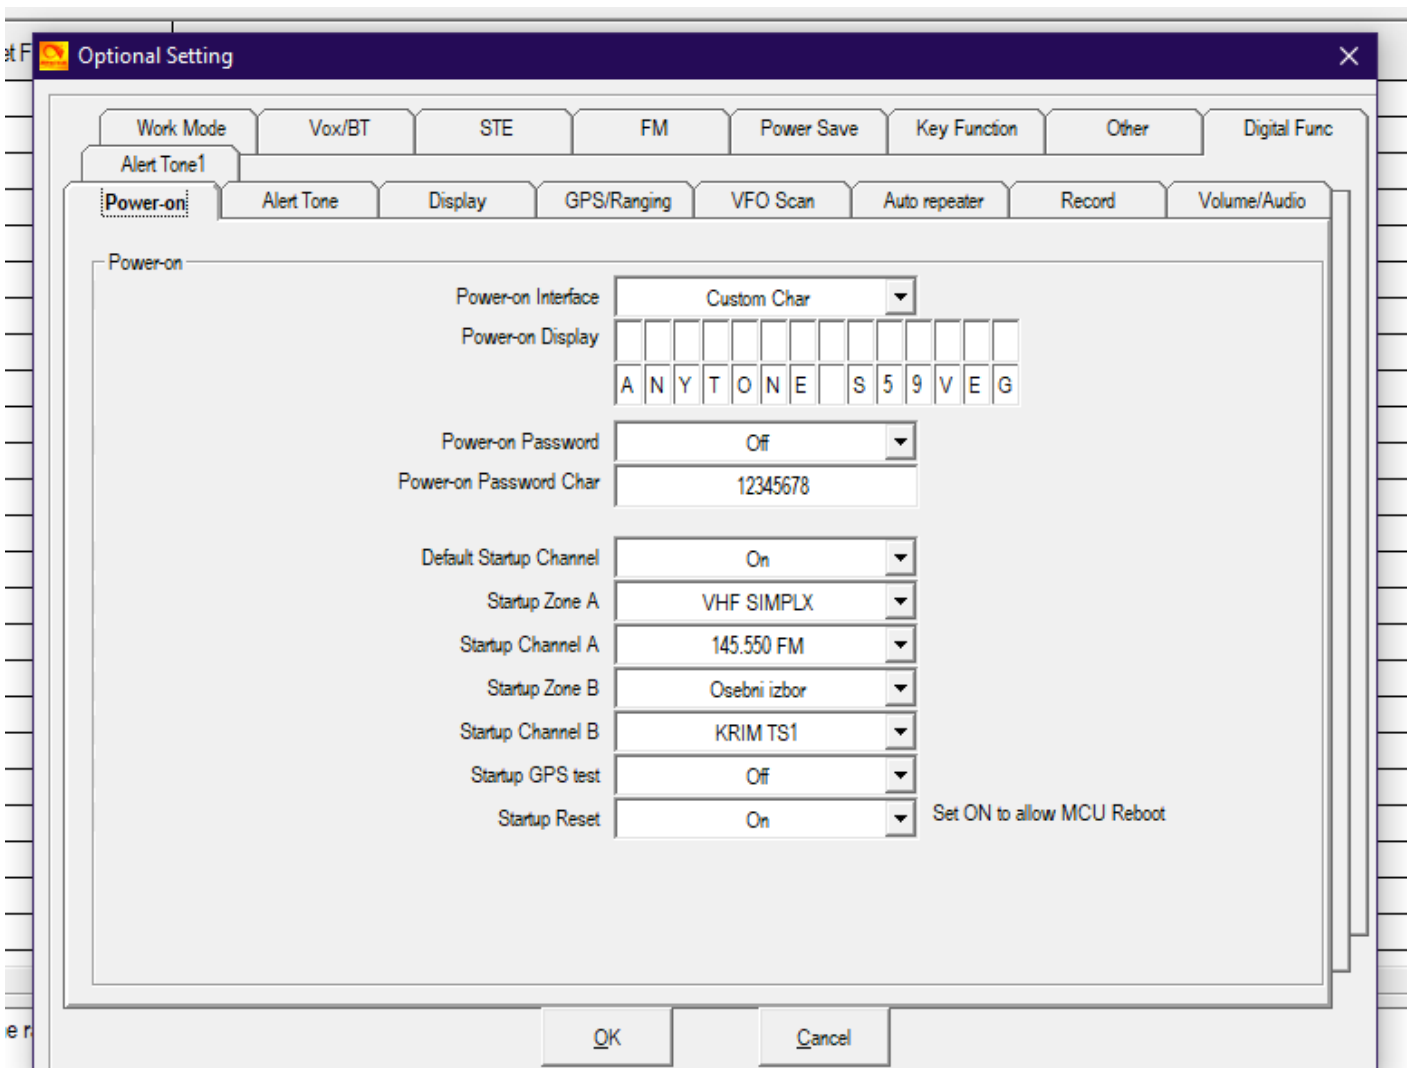 et F
Optional Setting
Work Mode Vox/BT STE FM Power Save Key Function Other Digital Func
Alert Tone1
Power-on Alert Tone Display GPS/Ranging VFO Scan Auto repeater Record Volume/Audio
Power-on
Power-on Interface Custom Char
Power-on Display
A N Y T O N E S 5 9 V E G
Power-on Password Off
Power-on Password Char 12345678
Default Startup Channel On
Startup Zone A VHF SIMPLX
Startup Channel A 145.550 FM
Startup Zone B Osebni izbor
Startup Channel B KRIM TS1
Startup GPS test Off
Startup Reset On Set ON to allow MCU Reboot
e r
OK Cancel